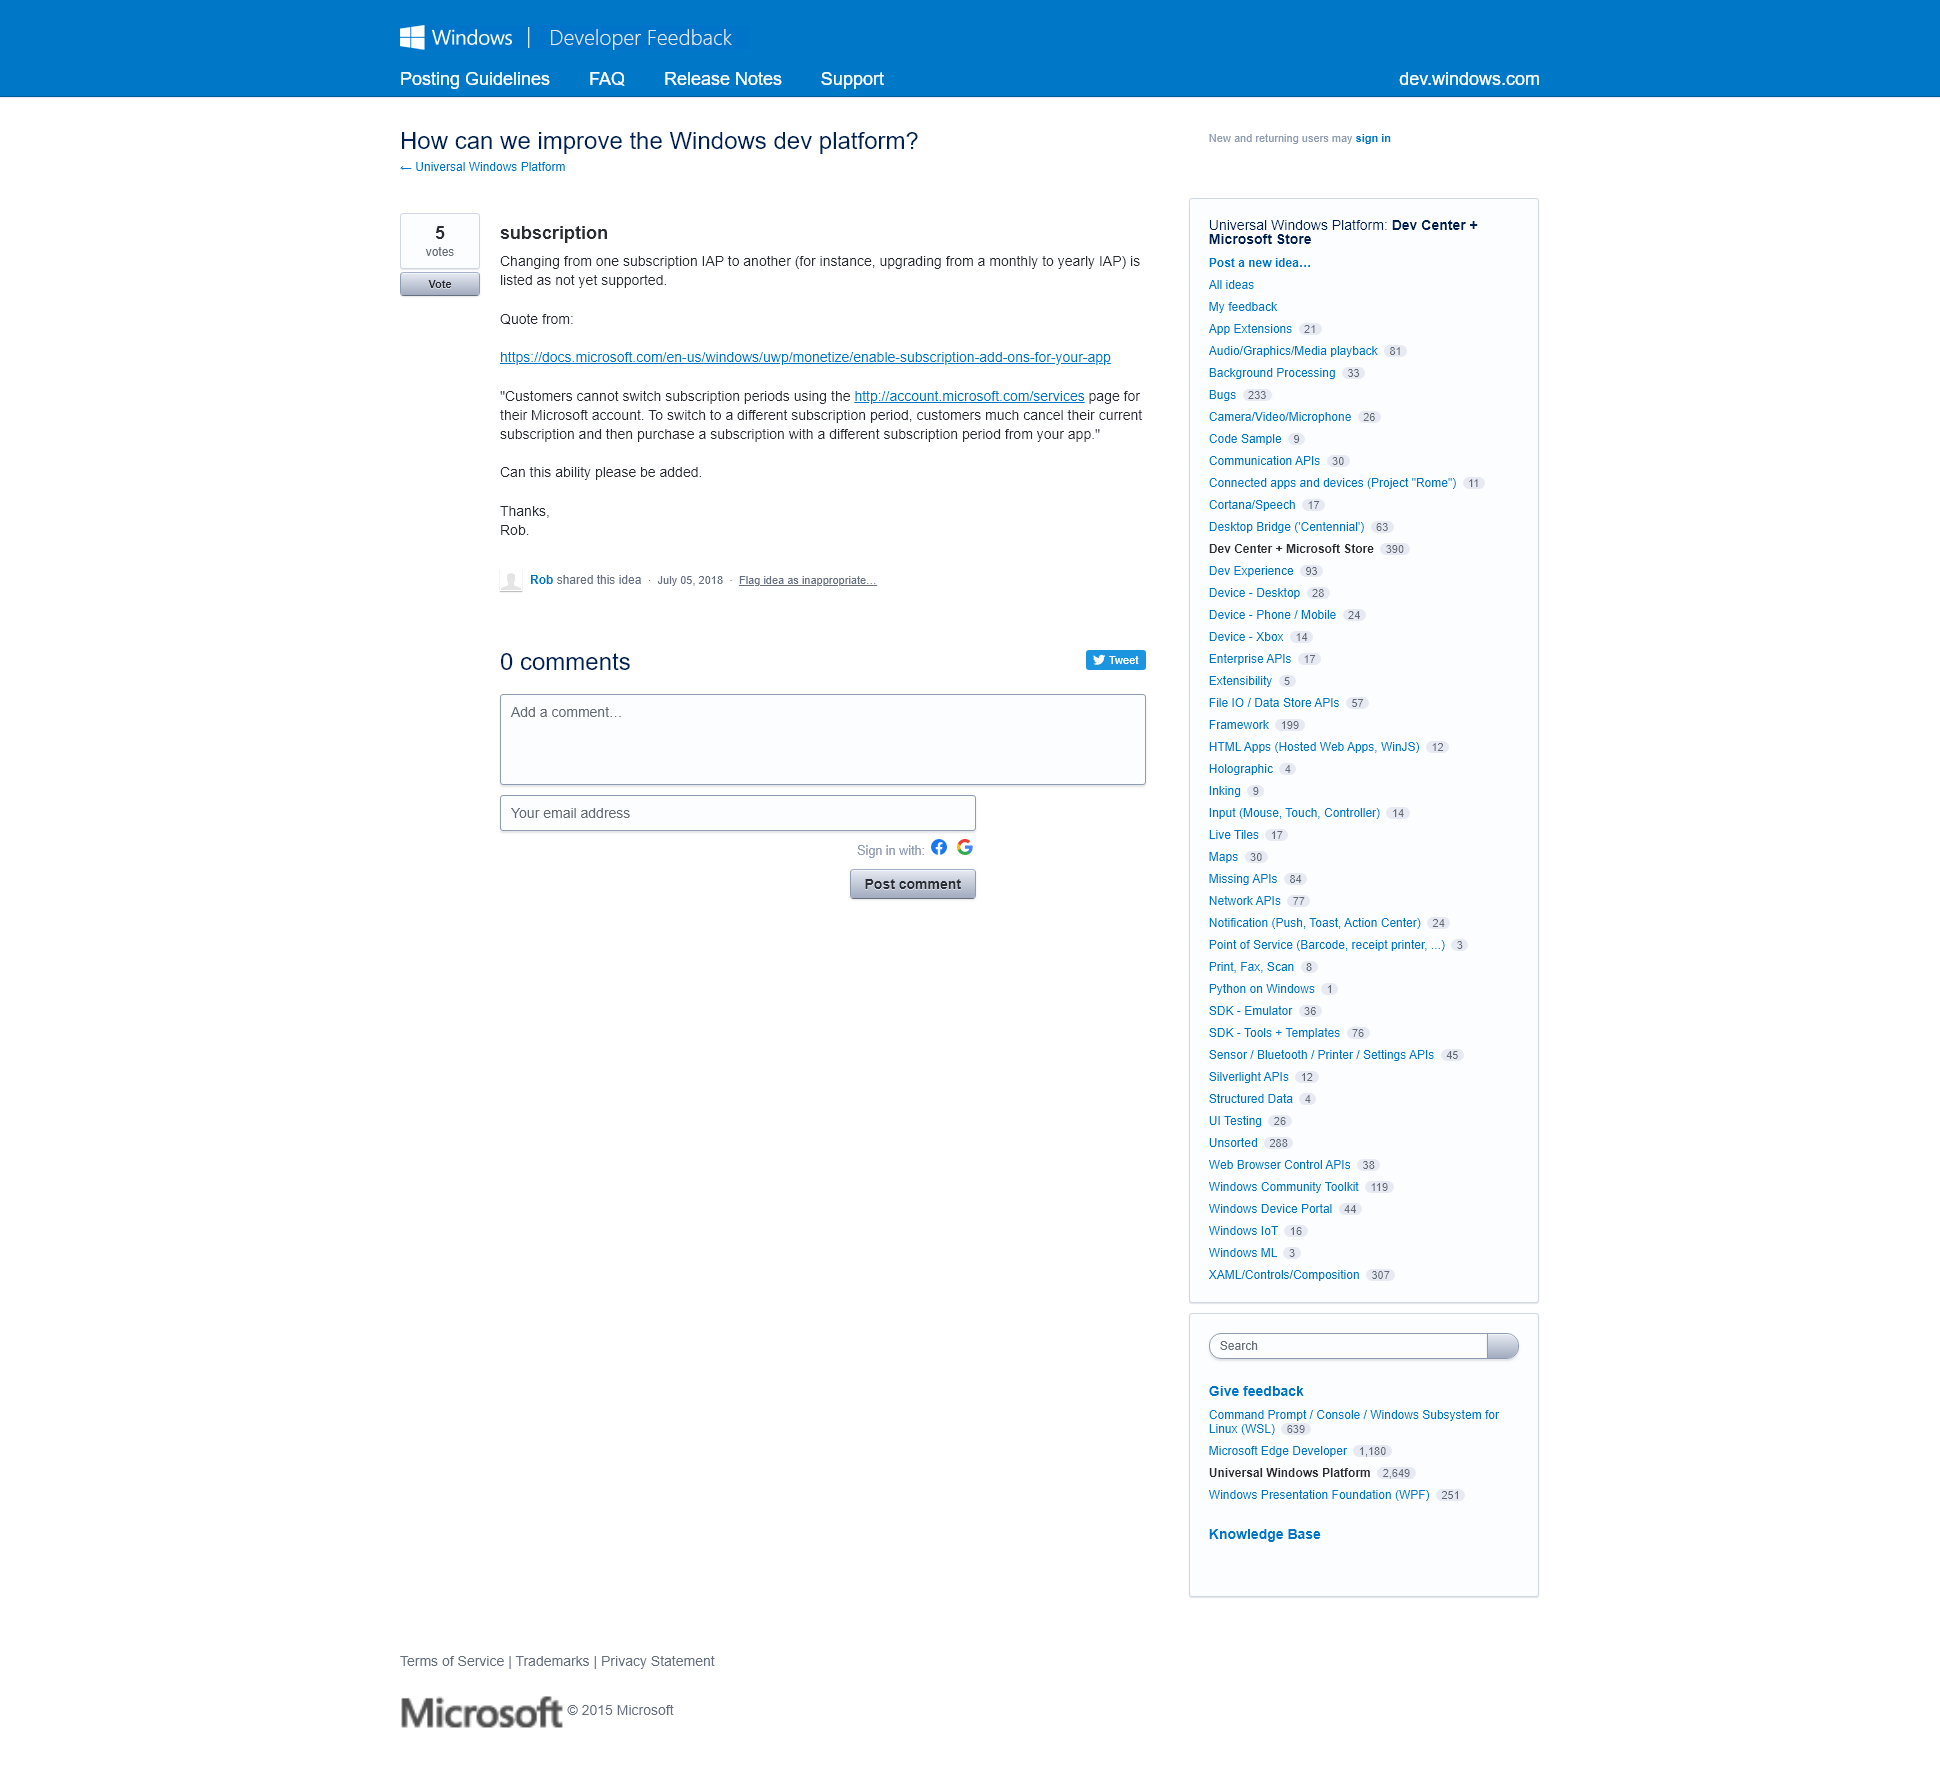 Windows | Developer Feedback
Posting Guidelines FAQ Release Notes Support dev.windows.com
How can we improve the Windows dev platform?
← Universal Windows Platform
New and returning users may sign in
5
votes
Vote
subscription
Changing from one subscription IAP to another (for instance, upgrading from a monthly to yearly IAP) is
listed as not yet supported.
Quote from:
https://docs.microsoft.com/en-us/windows/uwp/monetize/enable-subscription-add-ons-for-your-app
"Customers cannot switch subscription periods using the http://account.microsoft.com/services page for
their Microsoft account. To switch to a different subscription period, customers much cancel their current
subscription and then purchase a subscription with a different subscription period from your app."
Can this ability please be added.
Thanks,
Rob.
Rob shared this idea · July 05, 2018 · Flag idea as inappropriate…
0 comments
Tweet
Add a comment…
Your email address
Sign in with:
Post comment
Universal Windows Platform: Dev Center +
Microsoft Store
Post a new idea…
All ideas
My feedback
App Extensions 21
Audio/Graphics/Media playback 81
Background Processing 33
Bugs 233
Camera/Video/Microphone 26
Code Sample 9
Communication APIs 30
Connected apps and devices (Project "Rome") 11
Cortana/Speech 17
Desktop Bridge ('Centennial') 63
Dev Center + Microsoft Store 390
Dev Experience 93
Device - Desktop 28
Device - Phone / Mobile 24
Device - Xbox 14
Enterprise APIs 17
Extensibility 5
File IO / Data Store APIs 57
Framework 199
HTML Apps (Hosted Web Apps, WinJS) 12
Holographic 4
Inking 9
Input (Mouse, Touch, Controller) 14
Live Tiles 17
Maps 30
Missing APIs 84
Network APIs 77
Notification (Push, Toast, Action Center) 24
Point of Service (Barcode, receipt printer, ...) 3
Print, Fax, Scan 8
Python on Windows 1
SDK - Emulator 36
SDK - Tools + Templates 76
Sensor / Bluetooth / Printer / Settings APIs 45
Silverlight APIs 12
Structured Data 4
UI Testing 26
Unsorted 288
Web Browser Control APIs 38
Windows Community Toolkit 119
Windows Device Portal 44
Windows IoT 16
Windows ML 3
XAML/Controls/Composition 307
Search
Give feedback
Command Prompt / Console / Windows Subsystem for
Linux (WSL) 639
Microsoft Edge Developer 1,180
Universal Windows Platform 2,649
Windows Presentation Foundation (WPF) 251
Knowledge Base
Terms of Service | Trademarks | Privacy Statement
Microsoft © 2015 Microsoft